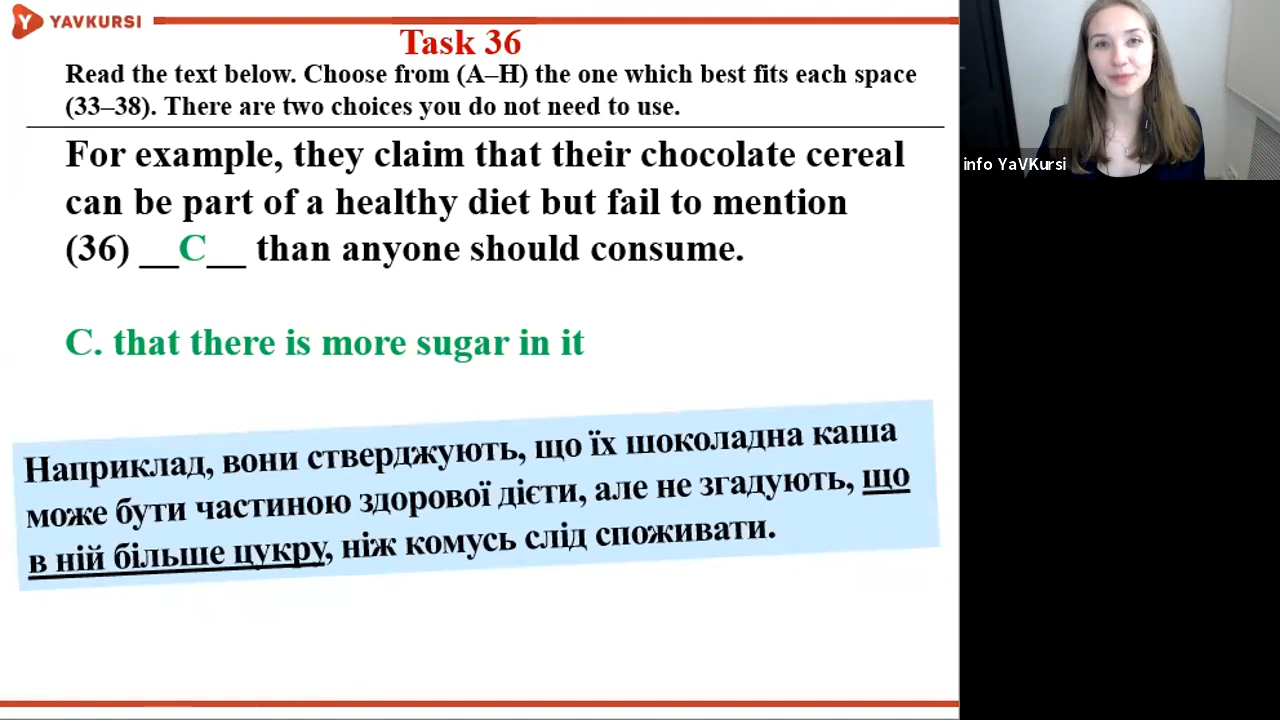 YAVKURSI
Task 36
Read the text below. Choose from (A–H) the one which best fits each space
(33–38). There are two choices you do not need to use.
For example, they claim that their chocolate cereal
can be part of a healthy diet but fail to mention
(36) __C__ than anyone should consume.
C. that there is more sugar in it
Наприклад, вони стверджують, що їх шоколадна каша
може бути частиною здорової дієти, але не згадують, що
в ній більше цукру, ніж комусь слід споживати.
info YaVKursi